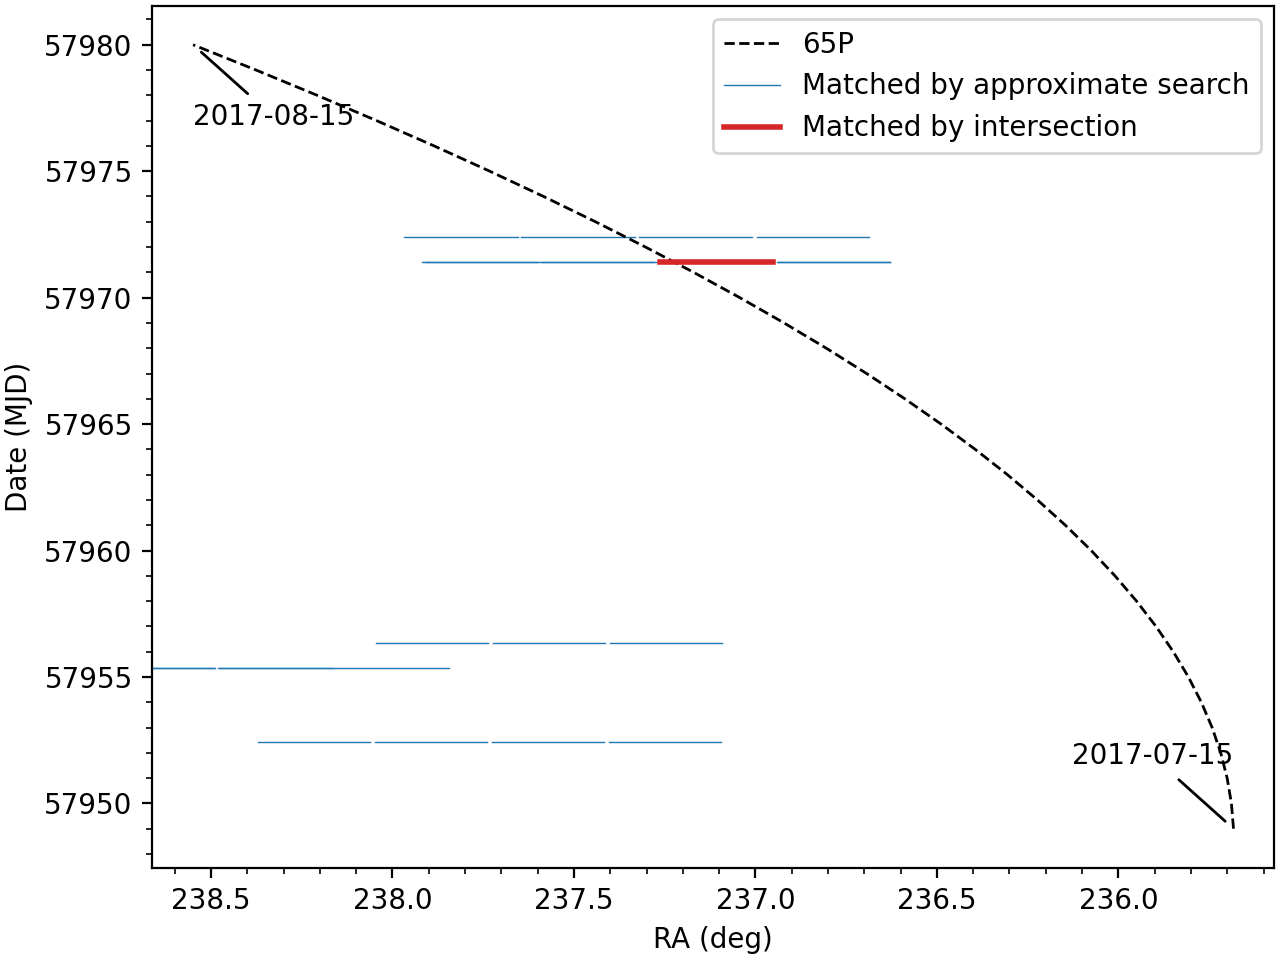 65P
Matched by approximate search
Matched by intersection
2017-08-15
2017-07-15
57980
57975
57970
57965
57960
57955
57950
Date (MJD)
238.5 238.0 237.5 237.0 236.5 236.0
RA (deg)